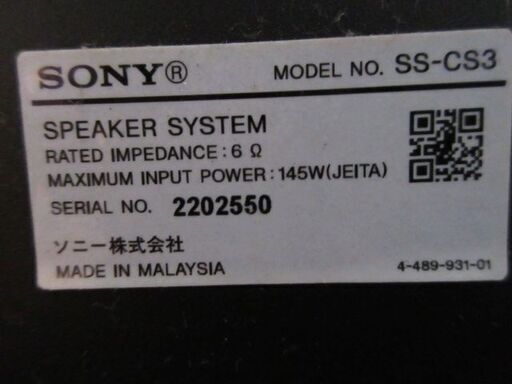 SONY® MODEL NO. SS-CS3
SPEAKER SYSTEM
RATED IMPEDANCE : 6 Ω
MAXIMUM INPUT POWER : 145W(JEITA)
SERIAL NO. 2202550
ソニー株式会社
MADE IN MALAYSIA 4-489-931-01